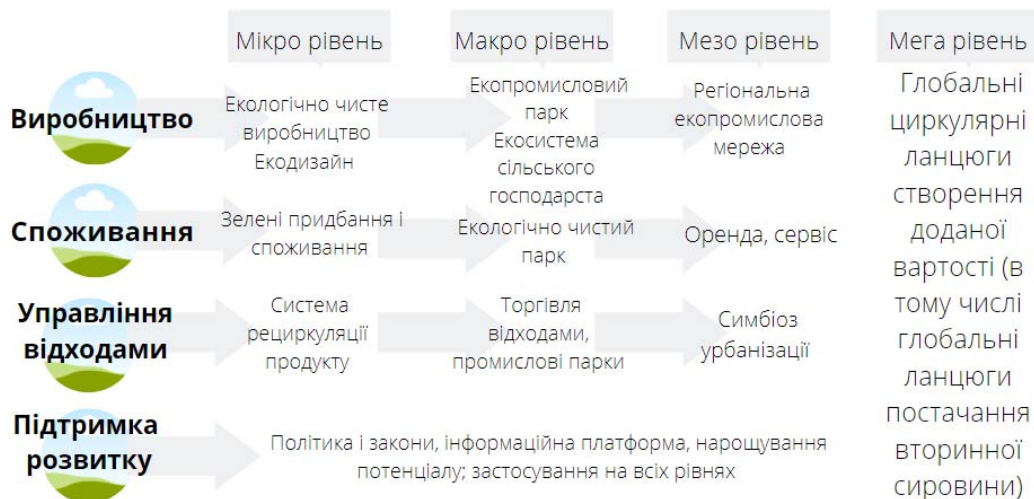 Мікро рівень
Макро рівень
Мезо рівень
Мега рівень
Виробництво
Екологічно чисте
виробництво
Екодизайн
Екопромисловий
парк
Екосистема
сільського
господарста
Регіональна
екопромислова
мережа
Споживання
Зелені придбання і
споживання
Екологічно чистий
парк
Оренда, сервіс
Управління
відходами
Система
рециркуляції
продукту
Торгівля
відходами,
промислові парки
Симбіоз
урбанізації
Підтримка
розвитку
Політика і закони, інформаційна платформа, нарощування
потенціалу; застосування на всіх рівнях
Глобальні
циркулярні
ланцюги
створення
доданої
вартості (в
тому числі
глобальні
ланцюги
постачання
вторинної
сировини)